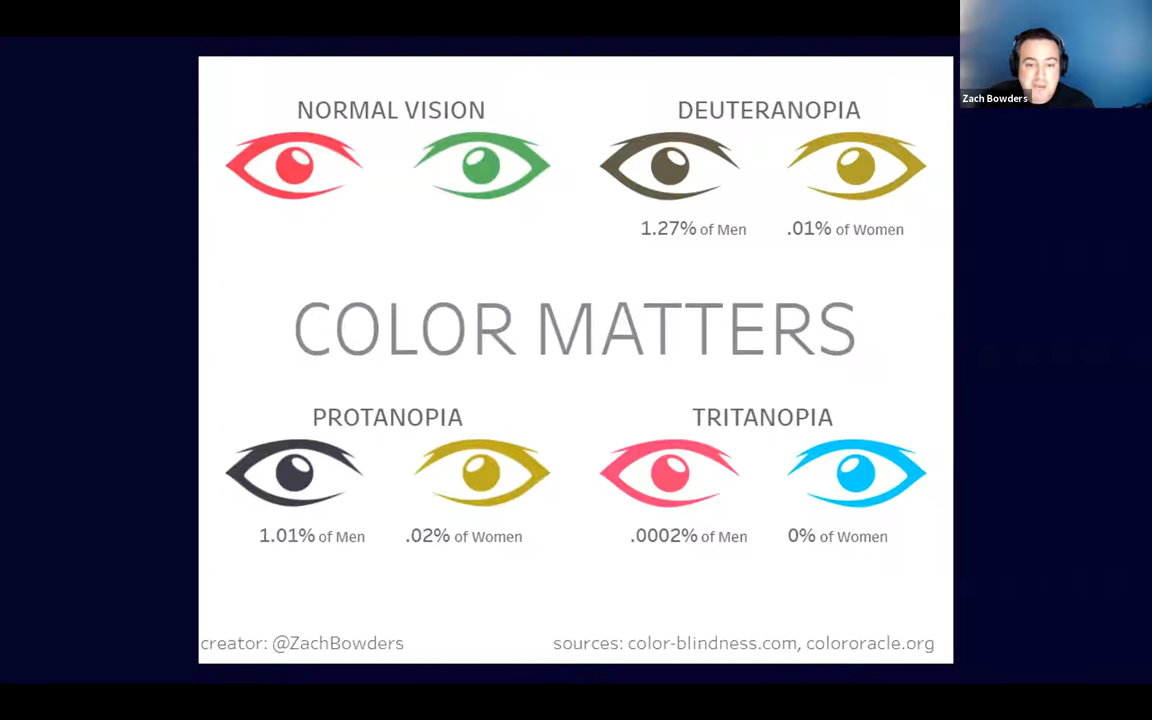 NORMAL VISION
DEUTERANOPIA
1.27% of Men
.01% of Women
COLOR MATTERS
PROTANOPIA
TRITANOPIA
1.01% of Men
.02% of Women
.0002% of Men
0% of Women
creator: @ZachBowders
sources: color-blindness.com, colororacle.org
Zach Bowders